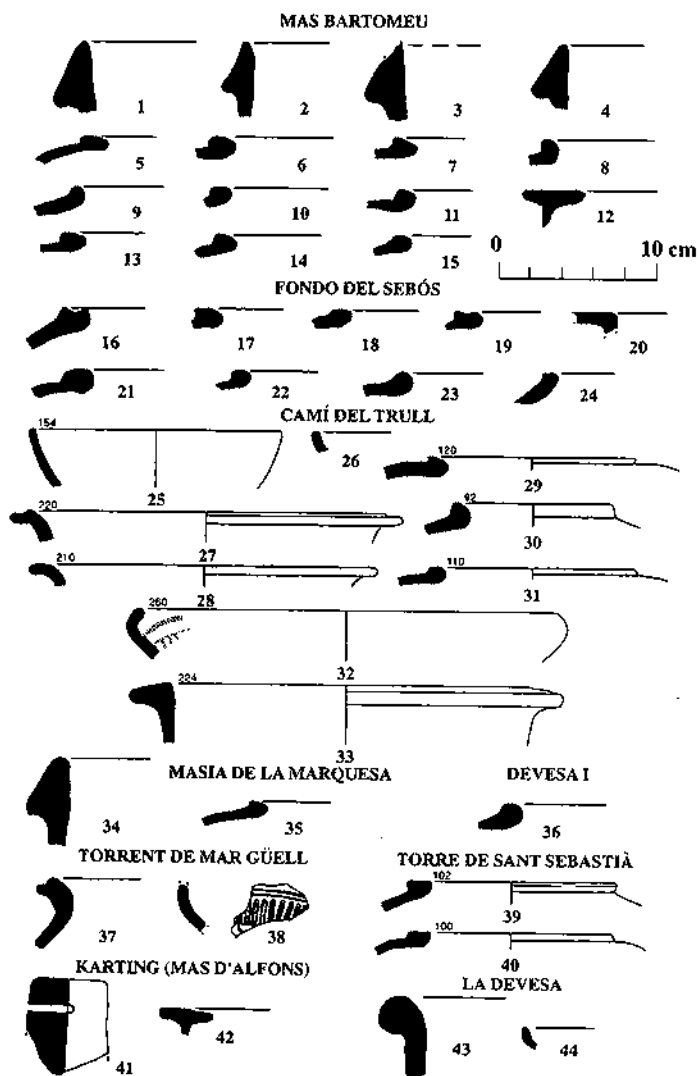 MAS BARTOMEU
1 2 3 4
5 6 7 8
9 10 11 12
13 14 15
0 10 cm
FONDO DEL SEBÓS
16 17 18 19 20
21 22 23 24
CAMÍ DEL TRULL
154
25 26
120
29
220
27
92
30
210
28
110
31
260
32
224
33
MASIA DE LA MARQUESA
34 35
DEVESA I
36
TORRENT DE MAR GÜELL
37 38
TORRE DE SANT SEBASTIÀ
102
39
100
40
KARTING (MAS D'ALFONS)
41 42
LA DEVESA
43 44